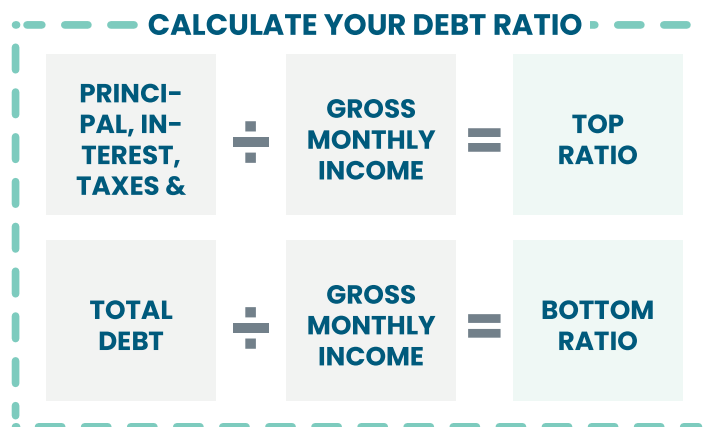 CALCULATE YOUR DEBT RATIO
PRINCI-
PAL, IN-
TEREST,
TAXES &
÷
GROSS
MONTHLY
INCOME
=
TOP
RATIO
TOTAL
DEBT
÷
GROSS
MONTHLY
INCOME
=
BOTTOM
RATIO